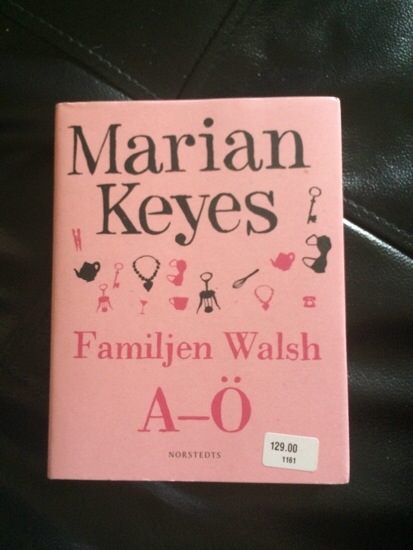 Marian
Keyes
Familjen Walsh
A–Ö
NORSTEDTS
129.00
1161